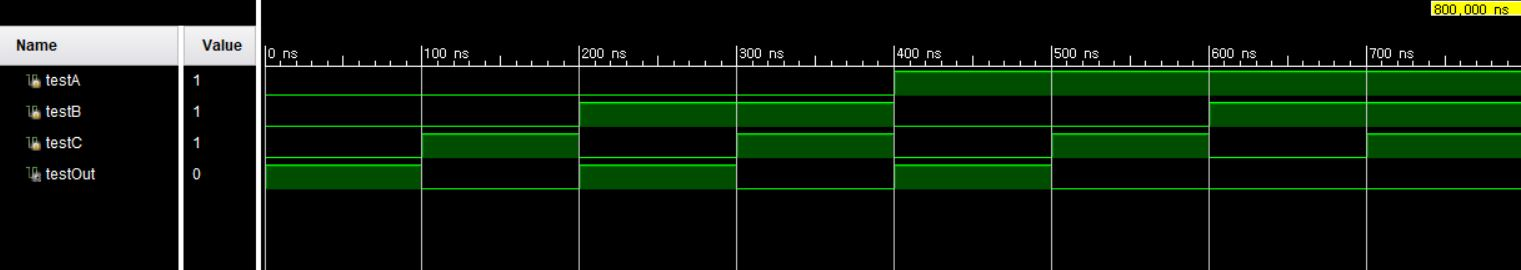 800,000 ns
Name Value
0 ns 100 ns 200 ns 300 ns 400 ns 500 ns 600 ns 700 ns
testA 1
testB 1
testC 1
testOut 0